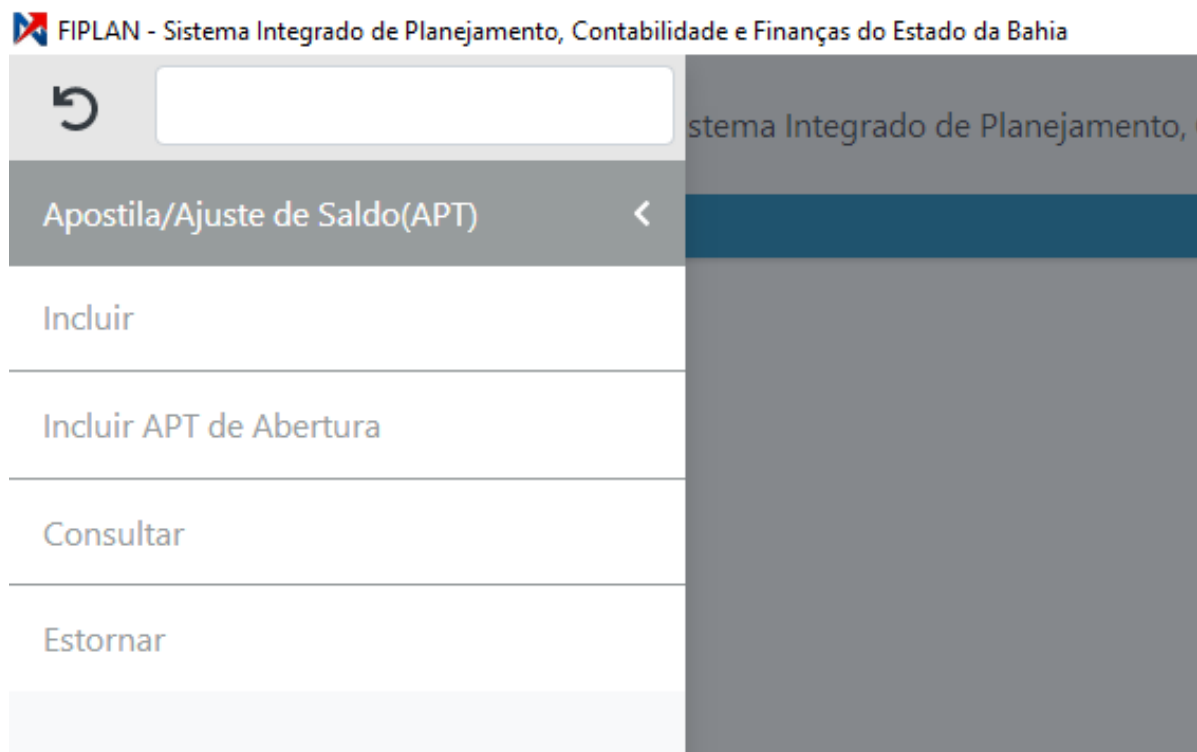 FIPLAN - Sistema Integrado de Planejamento, Contabilidade e Finanças do Estado da Bahia
stema Integrado de Planejamento,
Apostila/Ajuste de Saldo(APT)
Incluir
Incluir APT de Abertura
Consultar
Estornar